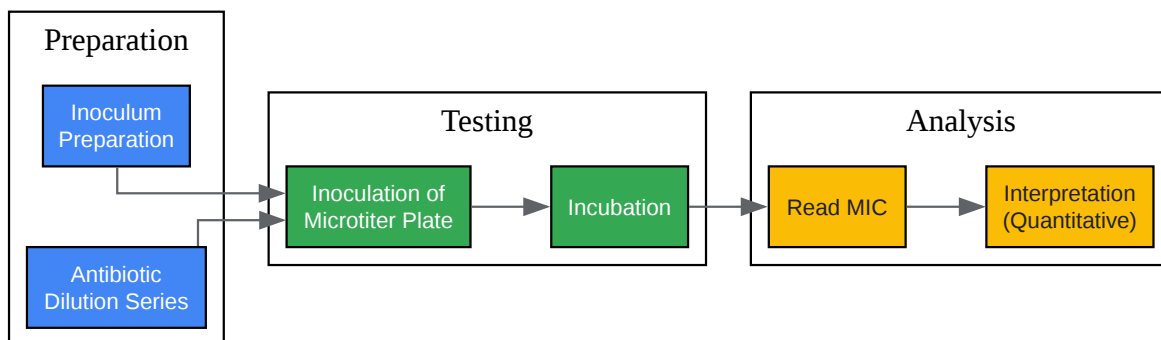 Preparation
Inoculum
Preparation
Antibiotic
Dilution Series
Testing
Inoculation of
Microtiter Plate
Incubation
Analysis
Read MIC
Interpretation
(Quantitative)